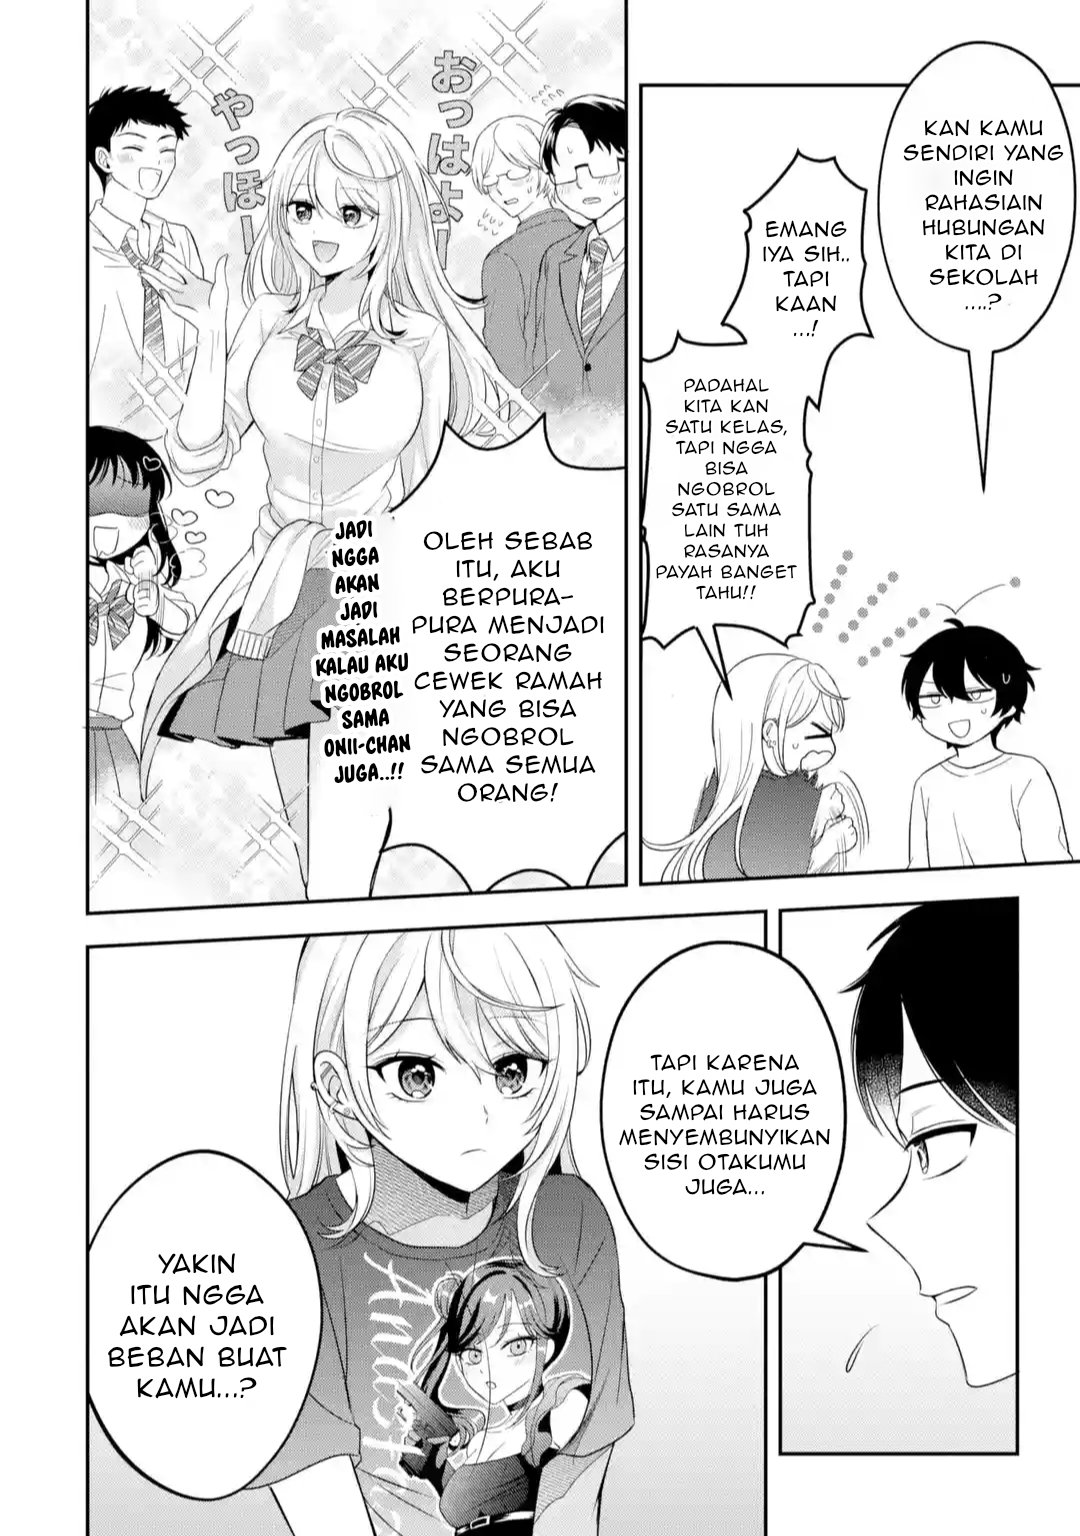 KAN KAMU
SENDIRI YANG
INGIN
RAHASIAIN
HUBUNGAN
KITA DI
SEKOLAH
....?
EMANG
IYA SIH..
TAPI
KAAN
...!
PADAHAL
KITA KAN
SATU KELAS,
TAPI NGGA
BISA
NGOBROL
SATU SAMA
LAIN TUH
RASANYA
PAYAH BANGET
TAHU!!
おっはよー
やっほー
OLEH SEBAB
ITU, AKU
BERPURA-
PURA MENJADI
SEORANG
CEWEK RAMAH
YANG BISA
NGOBROL
SAMA SEMUA
ORANG!
JADI
NGGA
AKAN
JADI
MASALAH
KALAU AKU
NGOBROL
SAMA
ONII-CHAN
JUGA..!!
TAPI KARENA
ITU, KAMU JUGA
SAMPAI HARUS
MENYEMBUNYIKAN
SISI OTAKUMU
JUGA...
YAKIN
ITU NGGA
AKAN JADI
BEBAN BUAT
KAMU...?